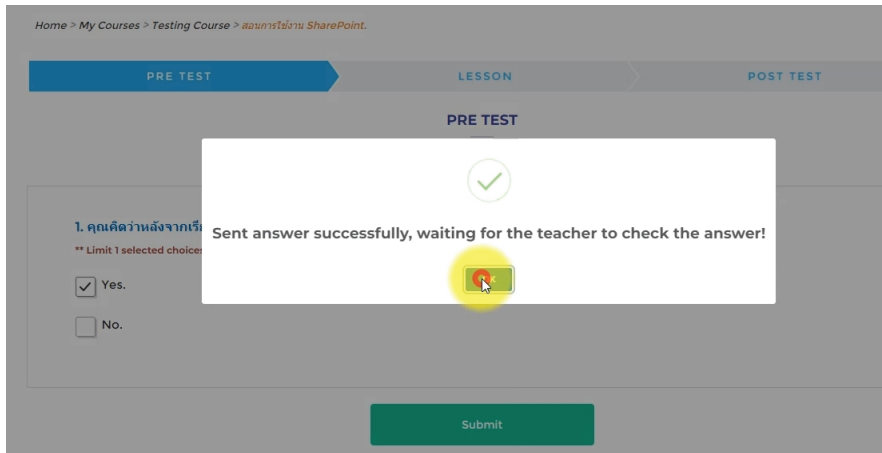 Home > My Courses > Testing Course > สอนการใช้งาน SharePoint.
PRE TEST
LESSON
POST TEST
PRE TEST
Sent answer successfully, waiting for the teacher to check the answer!
1. คุณคิดว่าหลังจากเรี
** Limit 1 selected choices
Yes.
No.
Submit